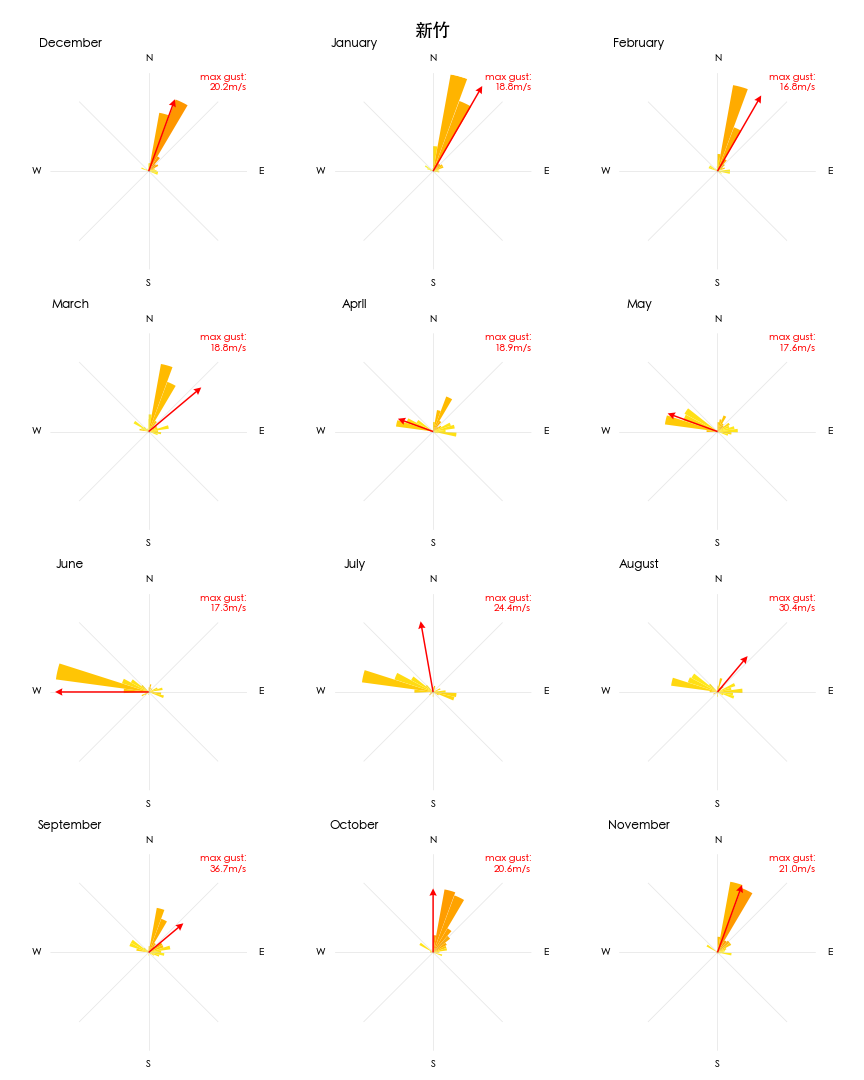 新竹
December
N
max gust:
20.2m/s
W
E
S
January
N
max gust:
18.8m/s
W
E
S
February
N
max gust:
16.8m/s
W
E
S
March
N
max gust:
18.8m/s
W
E
S
April
N
max gust:
18.9m/s
W
E
S
May
N
max gust:
17.6m/s
W
E
S
June
N
max gust:
17.3m/s
W
E
S
July
N
max gust:
24.4m/s
W
E
S
August
N
max gust:
30.4m/s
W
E
S
September
N
max gust:
36.7m/s
W
E
S
October
N
max gust:
20.6m/s
W
E
S
November
N
max gust:
21.0m/s
W
E
S